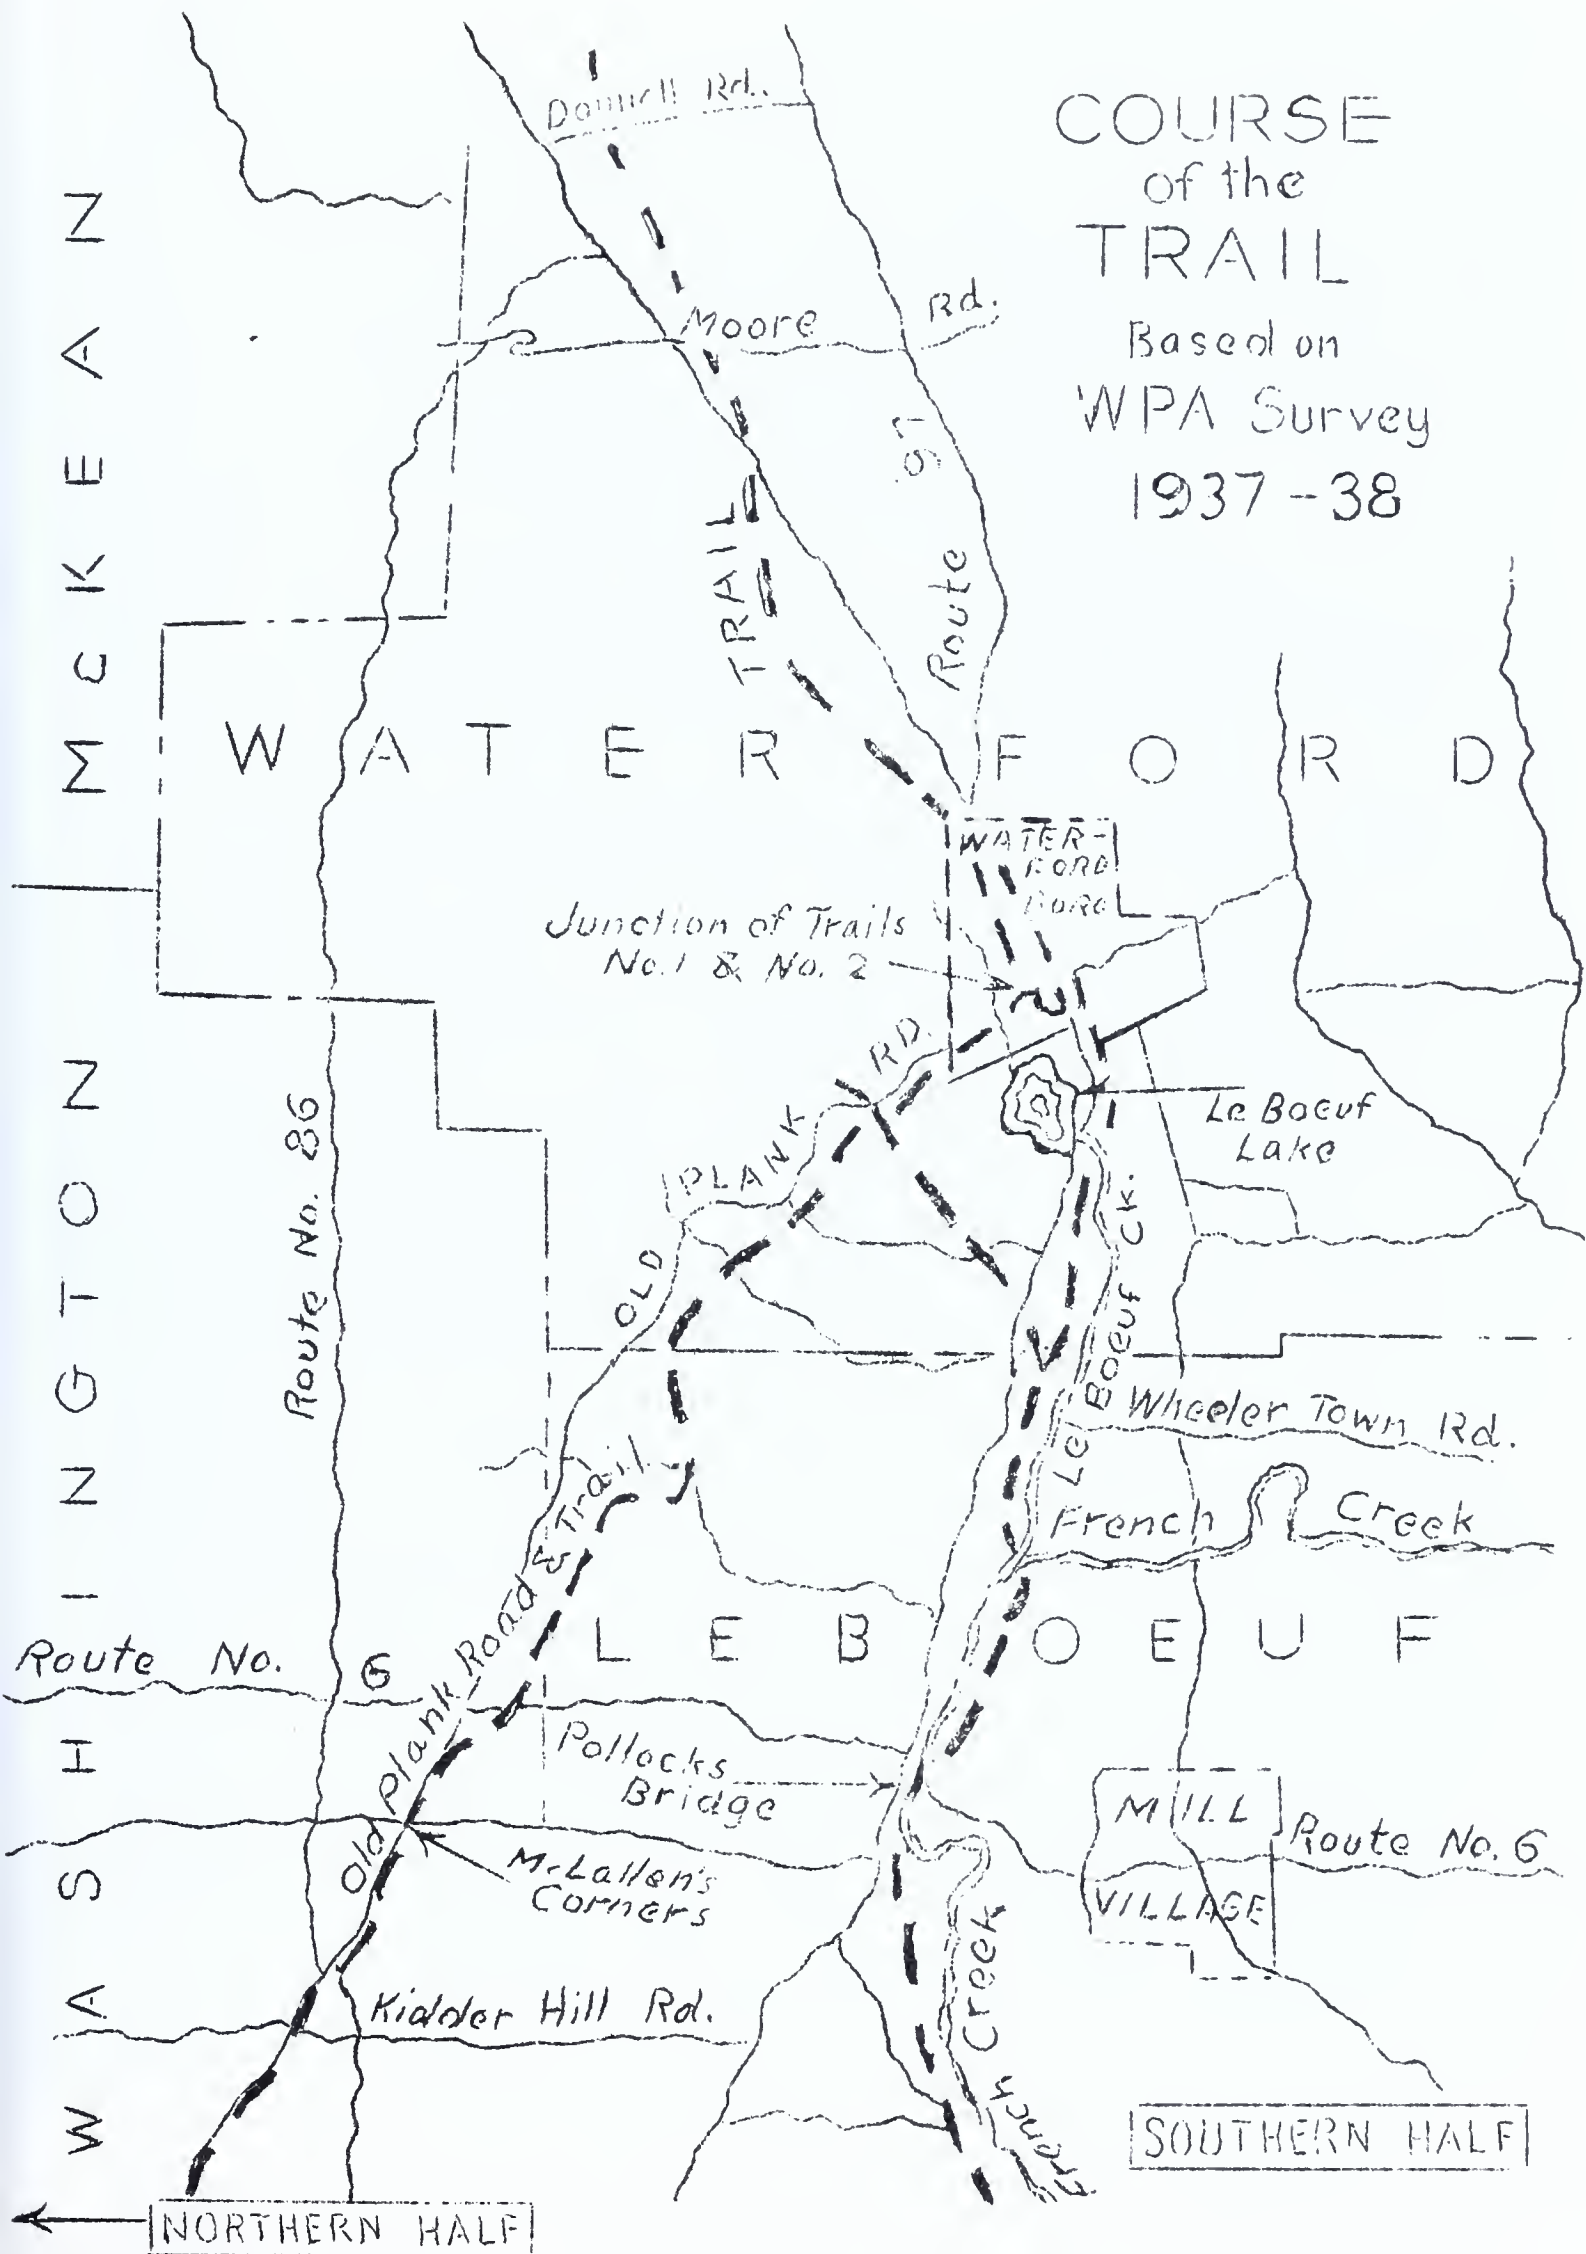 COURSE
of the
TRAIL
Based on
WPA Survey
1937-38
Donnell Rd.
Moore Rd.
Route 97
TRAIL
MCKEAN
WATERFORD
WATER-
FORD
BORO
Junction of Trails
No.1 & No. 2
OLD PLANK RD.
Le Boeuf
Lake
Le Boeuf Ck.
WASHINGTON
Route No. 86
Wheeler Town Rd.
French Creek
Old Plank Road & Trail
LEBOEUF
Route No. 6
Pollocks
Bridge
MILL
VILLAGE
Route No. 6
McLallen's
Corners
Kidder Hill Rd.
French Creek
SOUTHERN HALF
NORTHERN HALF